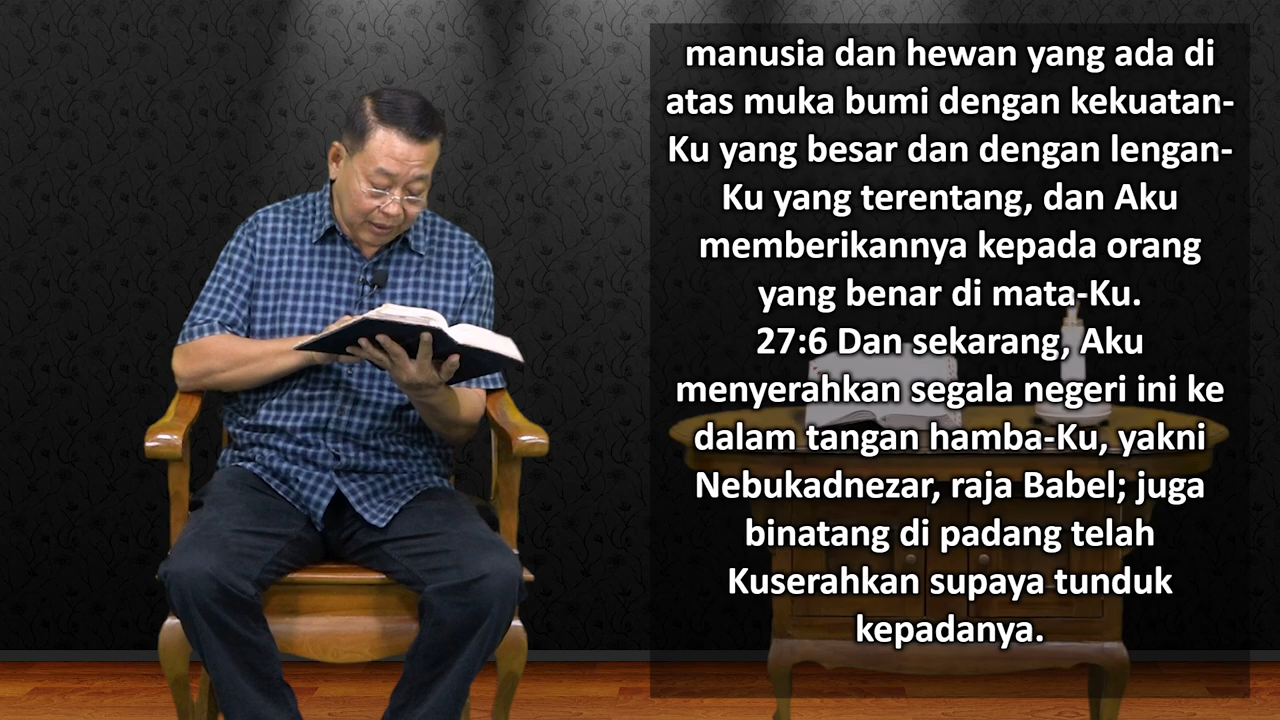 manusia dan hewan yang ada di
atas muka bumi dengan kekuatan-
Ku yang besar dan dengan lengan-
Ku yang terentang, dan Aku
memberikannya kepada orang
yang benar di mata-Ku.
27:6 Dan sekarang, Aku
menyerahkan segala negeri ini ke
dalam tangan hamba-Ku, yakni
Nebukadnezar, raja Babel; juga
binatang di padang telah
Kuserahkan supaya tunduk
kepadanya.